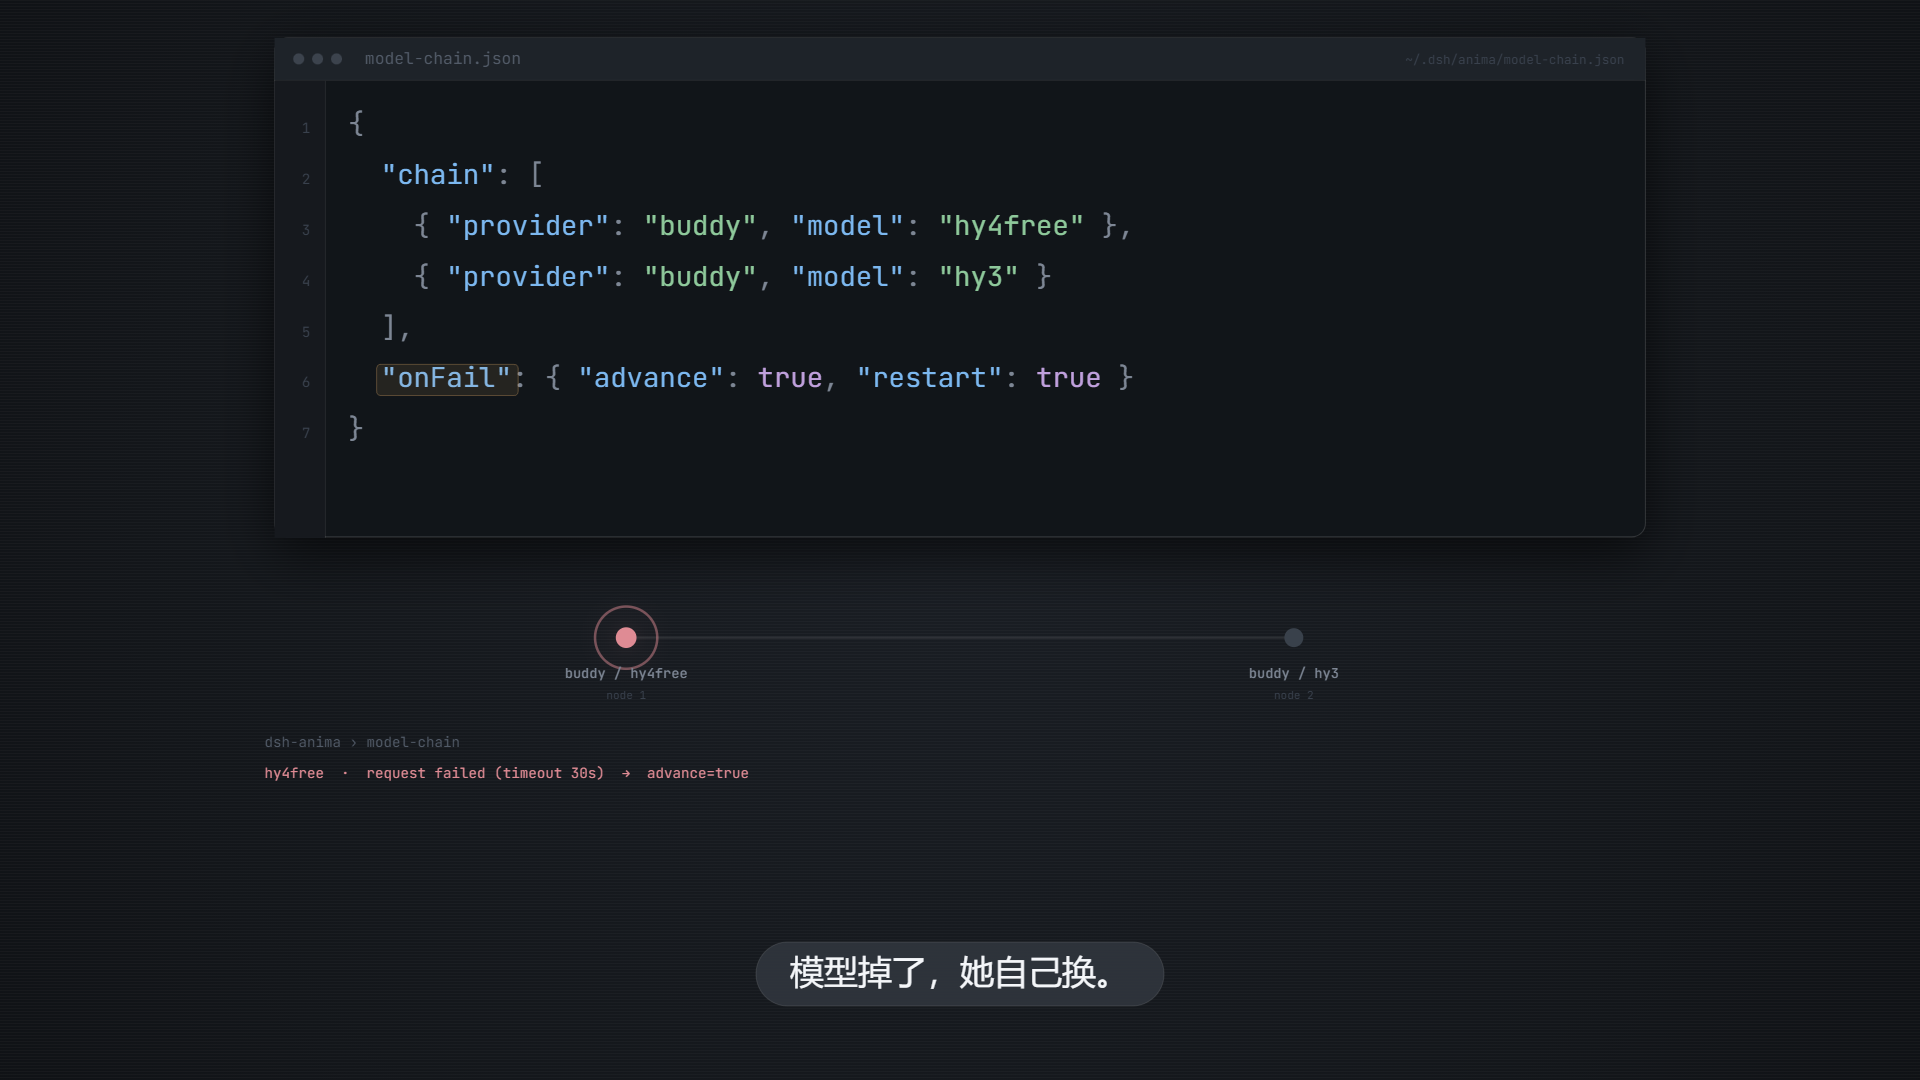 model-chain.json
~/.dsh/anima/model-chain.json
1 {
2 "chain": [
3 { "provider": "buddy", "model": "hy4free" },
4 { "provider": "buddy", "model": "hy3" }
5 ],
6 "onFail": { "advance": true, "restart": true }
7 }
buddy / hy4free
node 1
buddy / hy3
node 2
dsh-anima › model-chain
hy4free · request failed (timeout 30s) → advance=true
模型掉了，她自己换。